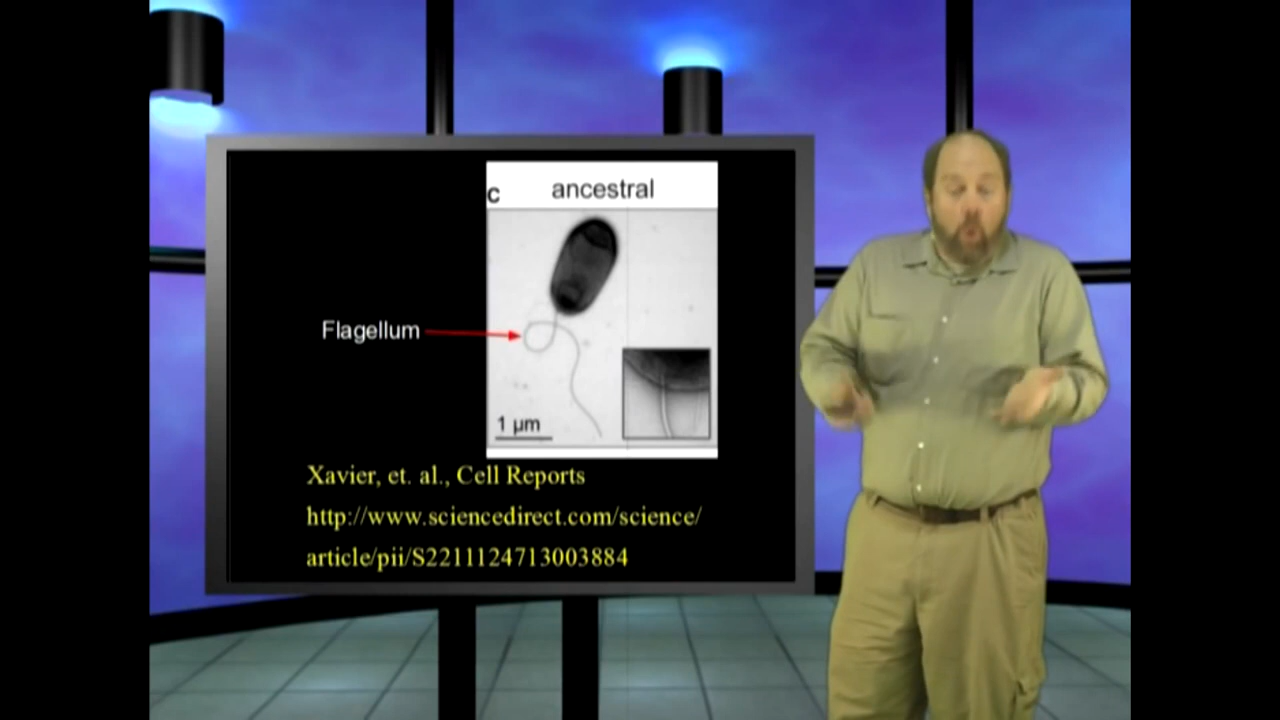 C
ancestral
Flagellum
1 μm
Xavier, et. al., Cell Reports
http://www.sciencedirect.com/science/
article/pii/S2211124713003884